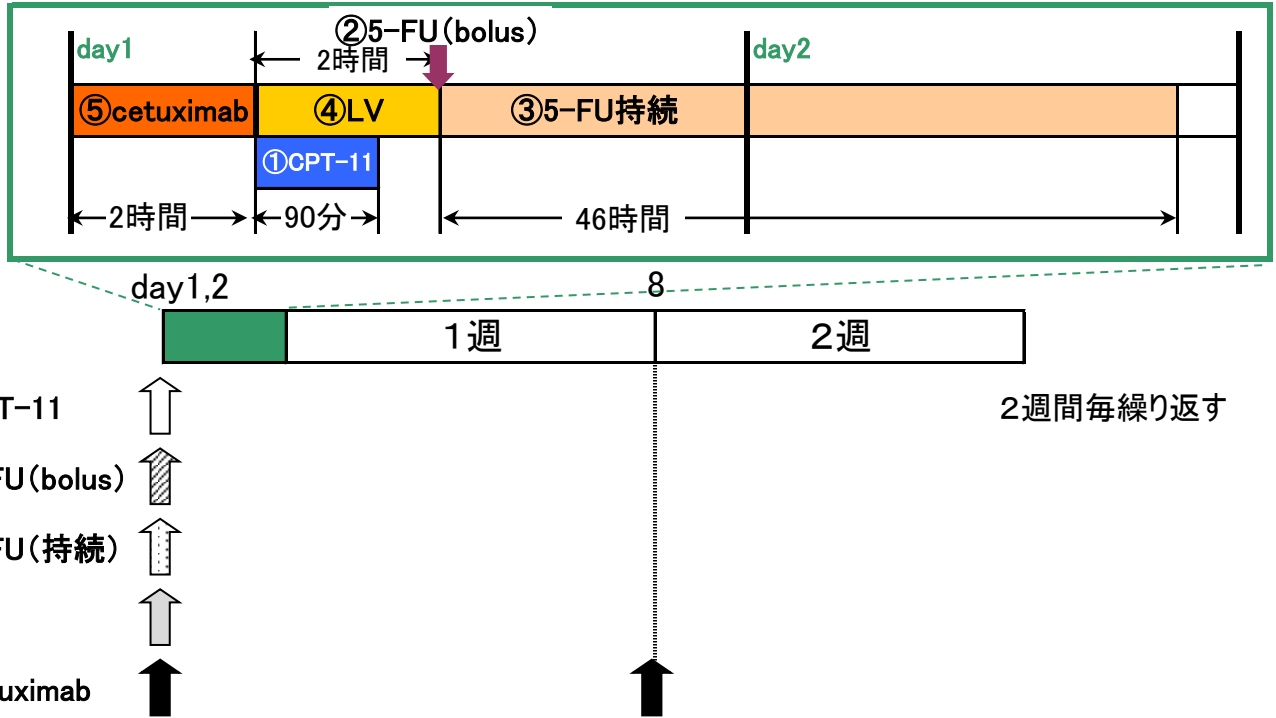 ②5-FU(bolus)
day1
2時間
day2
⑤cetuximab
④LV
③5-FU持続
①CPT-11
2時間
90分
46時間
day1,2
8
1週
2週
T-11
2週間毎繰り返す
FU(bolus)
FU(持続)
uximab